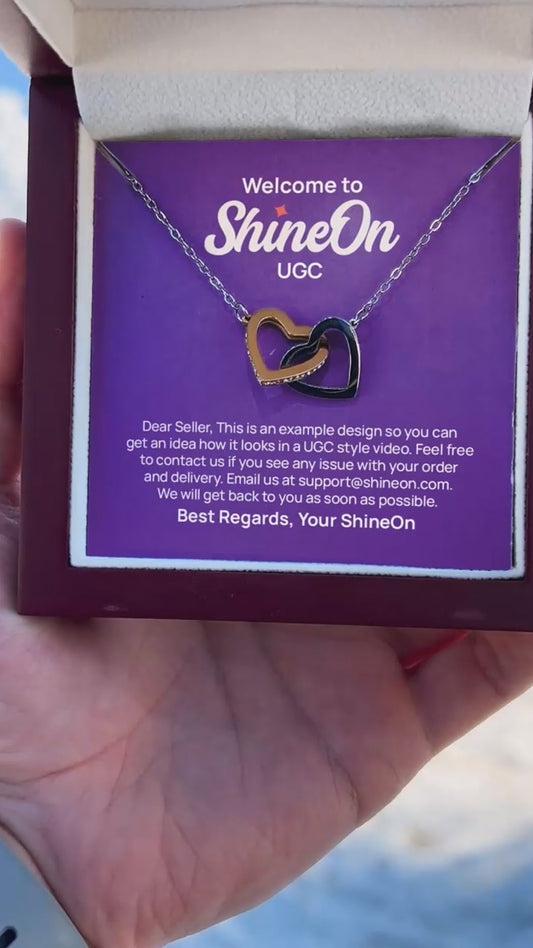 Welcome to
ShineOn
UGC
Dear Seller, This is an example design so you can
get an idea how it looks in a UGC style video. Feel free
to contact us if you see any issue with your order
and delivery. Email us at support@shineon.com.
We will get back to you as soon as possible.
Best Regards, Your ShineOn